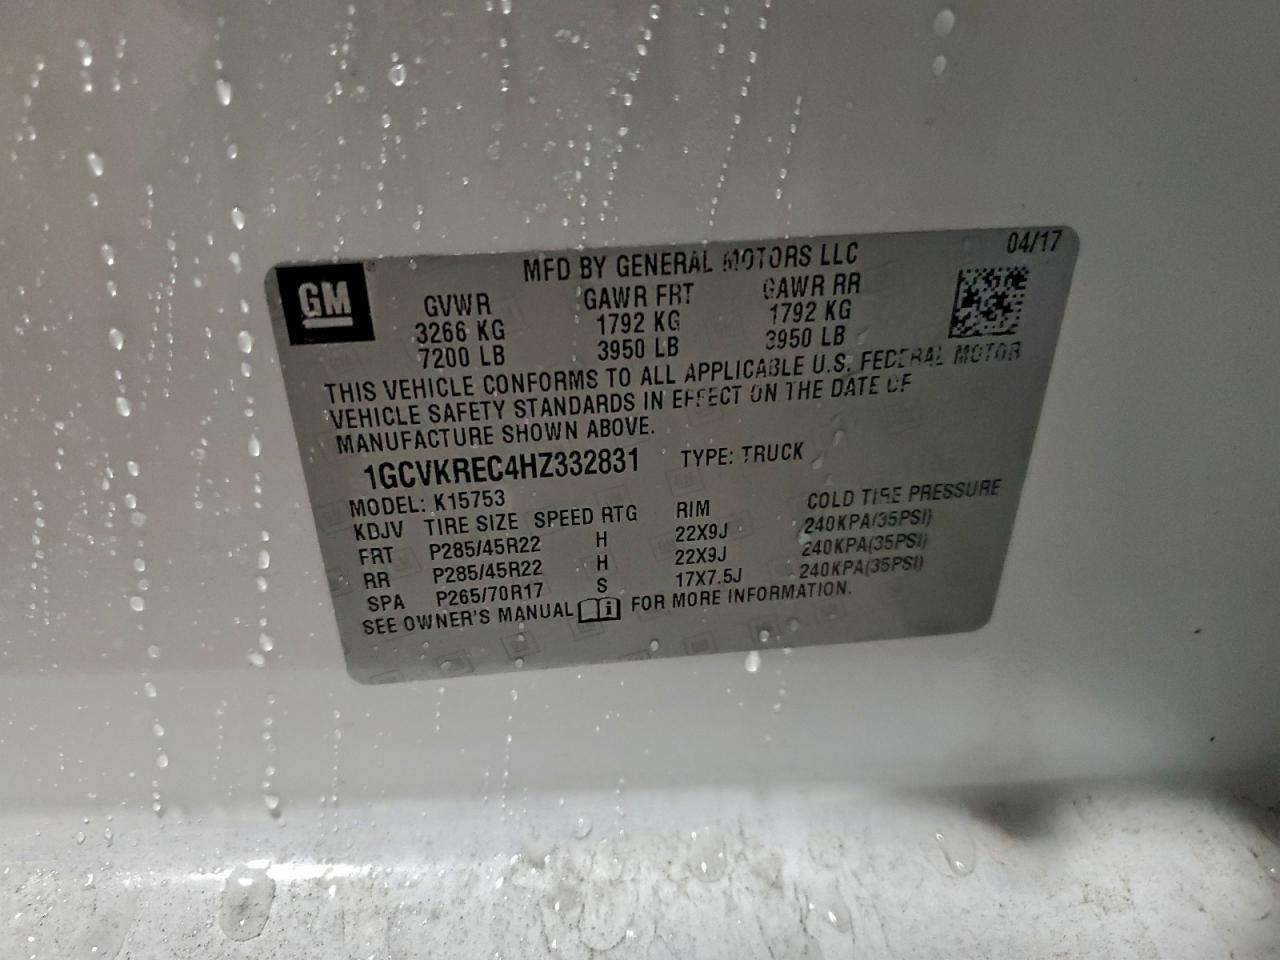 04/17
GM
MFD BY GENERAL MOTORS LLC
GVWR GAWR FRT GAWR RR
3266 KG 1792 KG 1792 KG
7200 LB 3950 LB 3950 LB
THIS VEHICLE CONFORMS TO ALL APPLICABLE U.S. FEDERAL MOTOR
VEHICLE SAFETY STANDARDS IN EFFECT ON THE DATE OF
MANUFACTURE SHOWN ABOVE.
1GCVKREC4HZ332831 TYPE: TRUCK
MODEL: K15753
KDJV TIRE SIZE SPEED RTG RIM COLD TIRE PRESSURE
FRT P285/45R22 H 22X9J 240KPA(35PSI)
RR P285/45R22 H 22X9J 240KPA(35PSI)
SPA P265/70R17 S 17X7.5J 240KPA(35PSI)
SEE OWNER'S MANUAL FOR MORE INFORMATION.